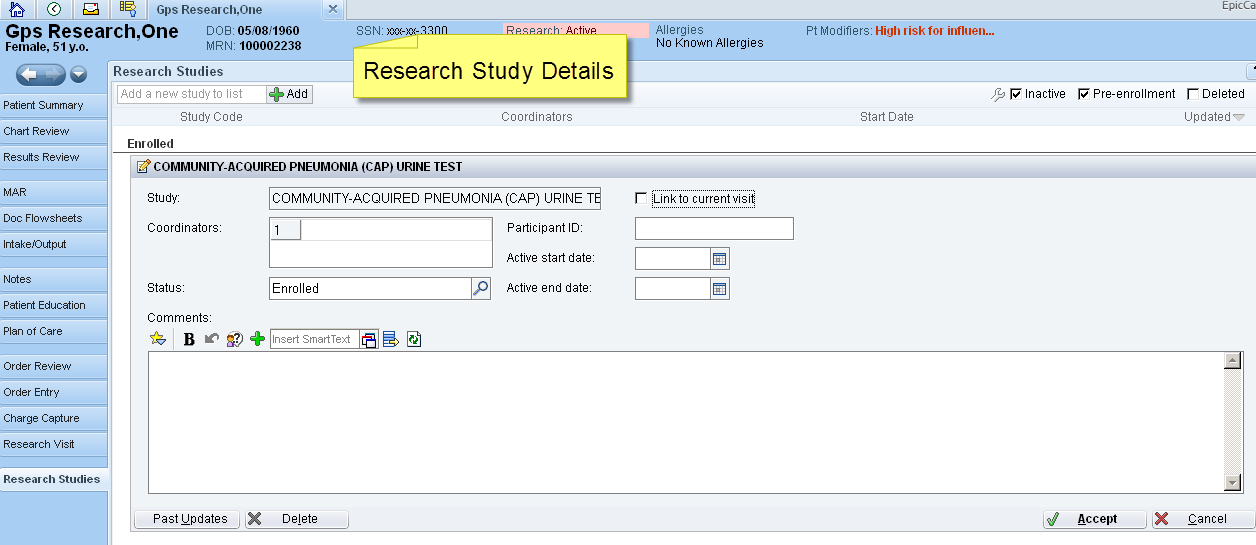 Gps Research,One
EpicCa
Gps Research,One
Female, 51 y.o.
DOB: 05/08/1960
MRN: 100002238
SSN: xxx-xx-3300
Research: Active
Allergies
No Known Allergies
Pt Modifiers: High risk for influen...
Research Study Details
Patient Summary
Chart Review
Results Review
MAR
Doc Flowsheets
Intake/Output
Notes
Patient Education
Plan of Care
Order Review
Order Entry
Charge Capture
Research Visit
Research Studies
Research Studies
Add a new study to list
Add
Inactive
Pre-enrollment
Deleted
Study Code
Coordinators
Start Date
Updated
Enrolled
COMMUNITY-ACQUIRED PNEUMONIA (CAP) URINE TEST
Study:
COMMUNITY-ACQUIRED PNEUMONIA (CAP) URINE TE
Link to current visit
Coordinators:
1
Participant ID:
Active start date:
Status:
Enrolled
Active end date:
Comments:
B
Insert SmartText
Past Updates
Delete
Accept
Cancel